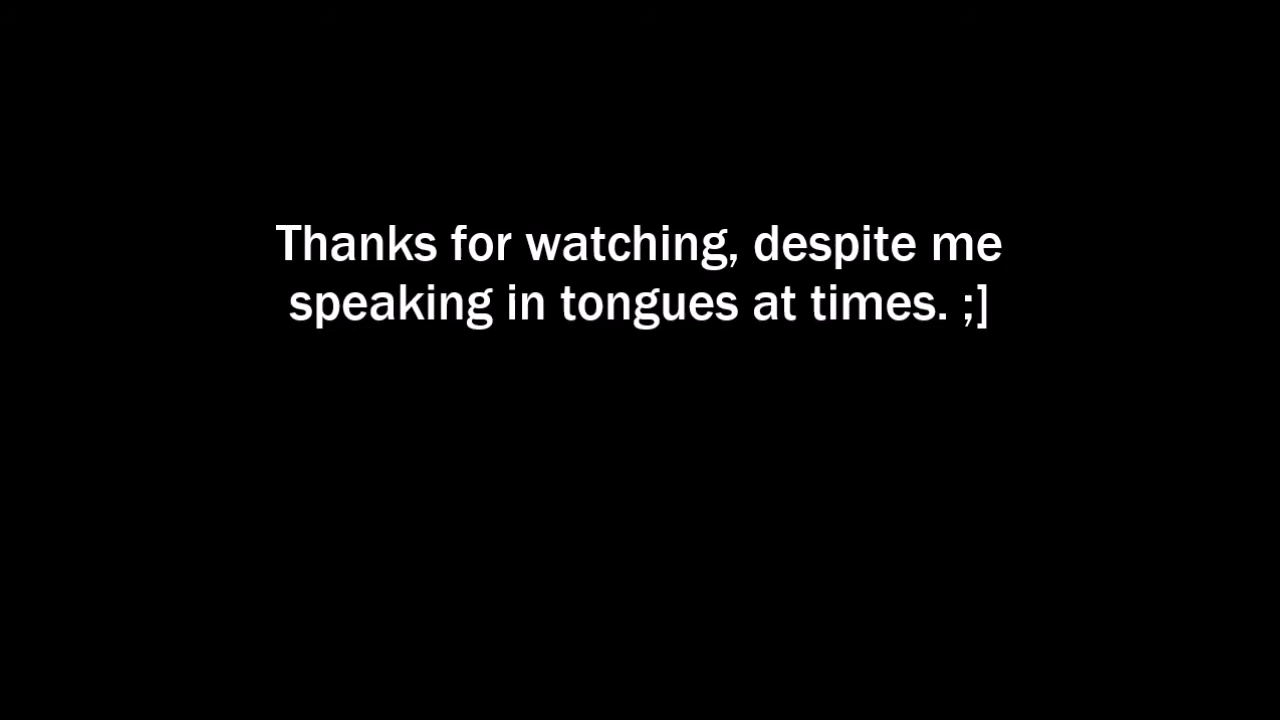 Thanks for watching, despite me
speaking in tongues at times. ;]